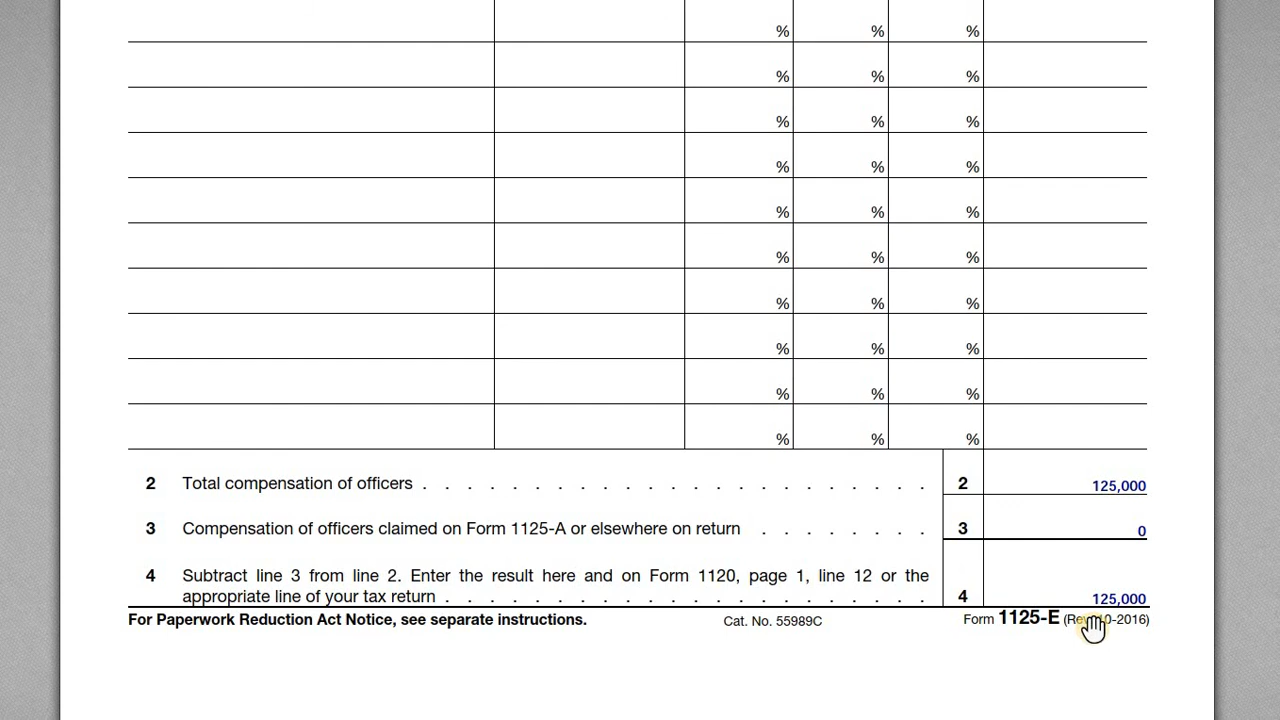 % % %
% % %
% % %
% % %
% % %
% % %
% % %
% % %
% % %
% % %
2 Total compensation of officers . . . . . . . . . . . . . . . . . . . . . . 2 125,000
3 Compensation of officers claimed on Form 1125-A or elsewhere on return . . . . . . . 3 0
4 Subtract line 3 from line 2. Enter the result here and on Form 1120, page 1, line 12 or the
appropriate line of your tax return . . . . . . . . . . . . . . . . . . . . . 4 125,000
For Paperwork Reduction Act Notice, see separate instructions. Cat. No. 55989C Form 1125-E